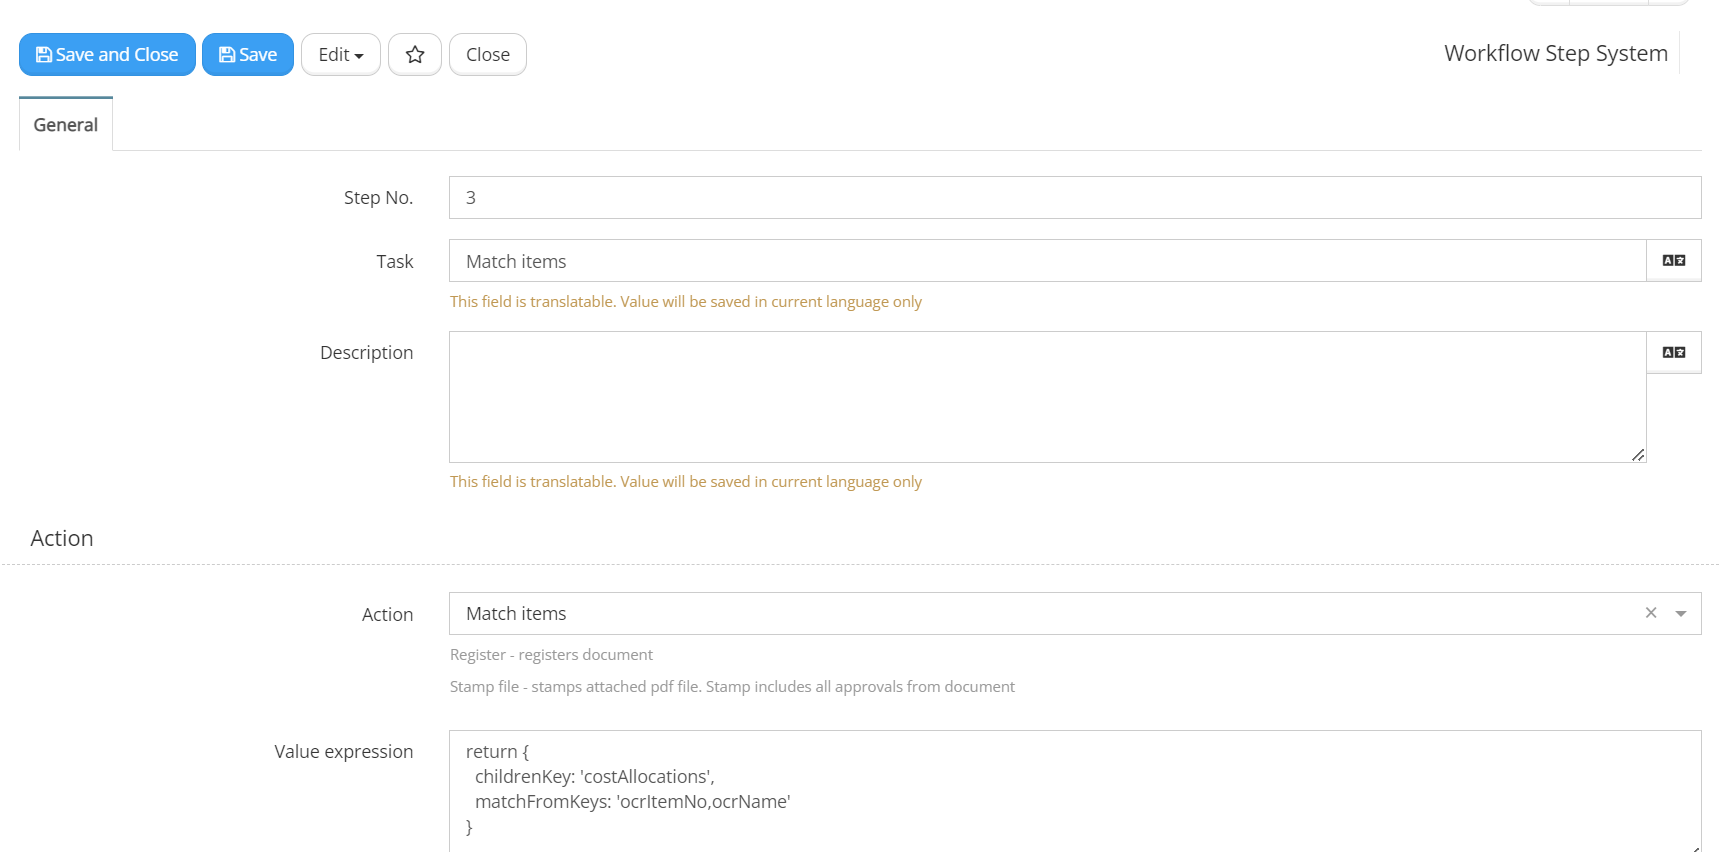 Save and Close Save Edit Close Workflow Step System
General
Step No. 3
Task Match items
This field is translatable. Value will be saved in current language only
Description
This field is translatable. Value will be saved in current language only
Action
Action Match items
Register - registers document
Stamp file - stamps attached pdf file. Stamp includes all approvals from document
Value expression return {
childrenKey: 'costAllocations',
matchFromKeys: 'ocrItemNo,ocrName'
}